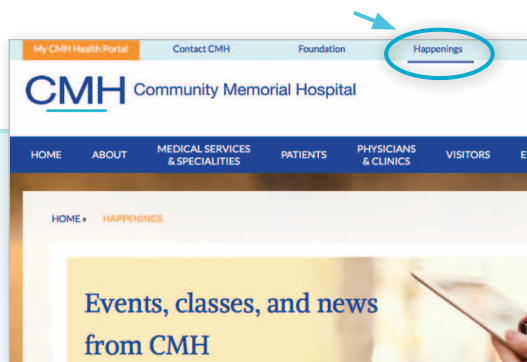 My CMH Health Portal Contact CMH Foundation Happenings
CMH Community Memorial Hospital
HOME ABOUT MEDICAL SERVICES & SPECIALITIES PATIENTS PHYSICIANS & CLINICS VISITORS E
HOME» HAPPENINGS
Events, classes, and news
from CMH